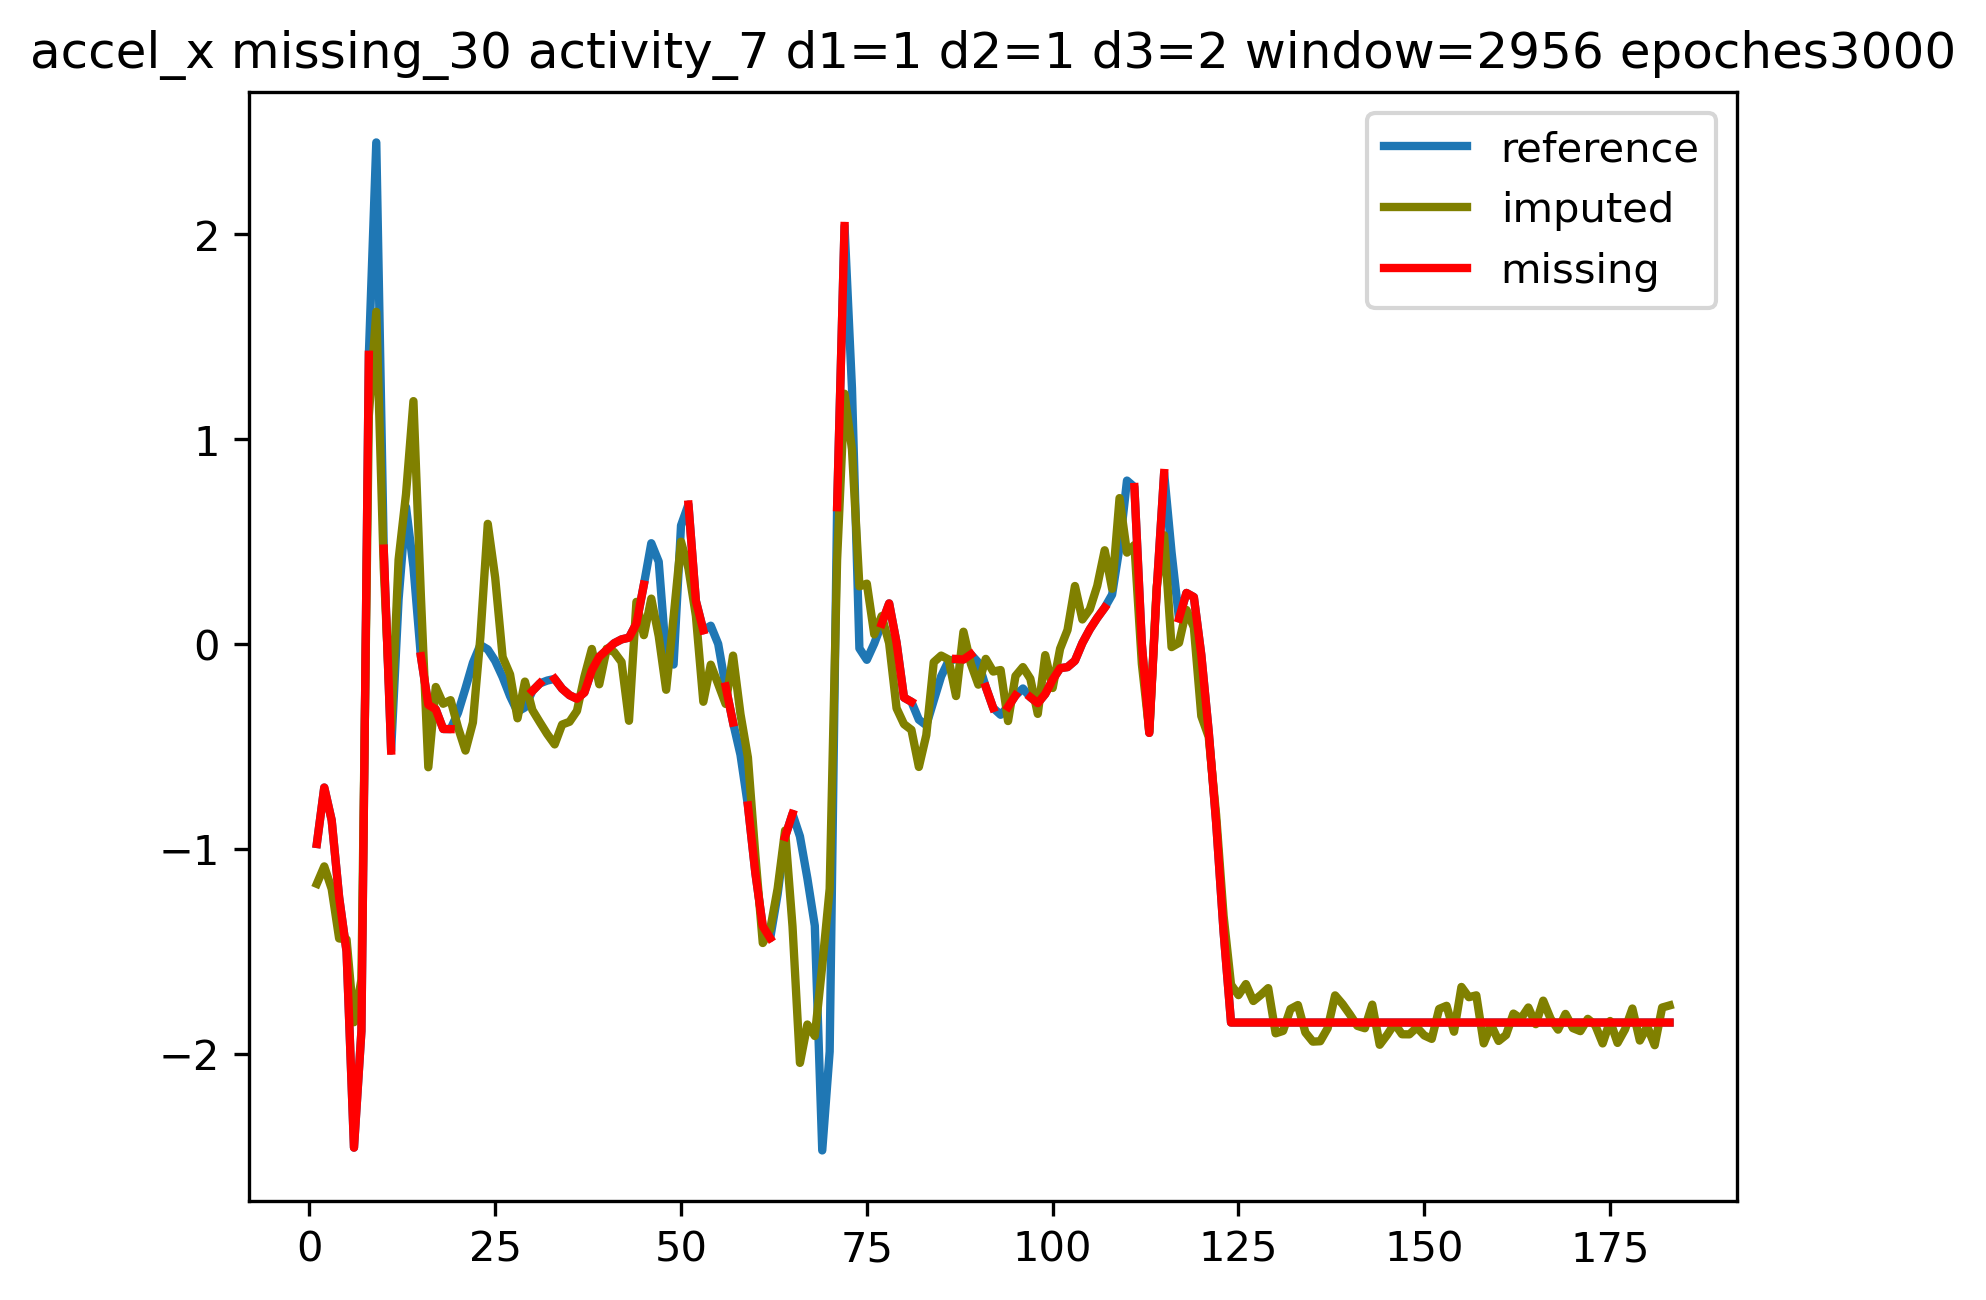 accel_x missing_30 activity_7 d1=1 d2=1 d3=2 window=2956 epoches3000
reference
imputed
missing
2
1
0
−1
−2
0 25 50 75 100 125 150 175